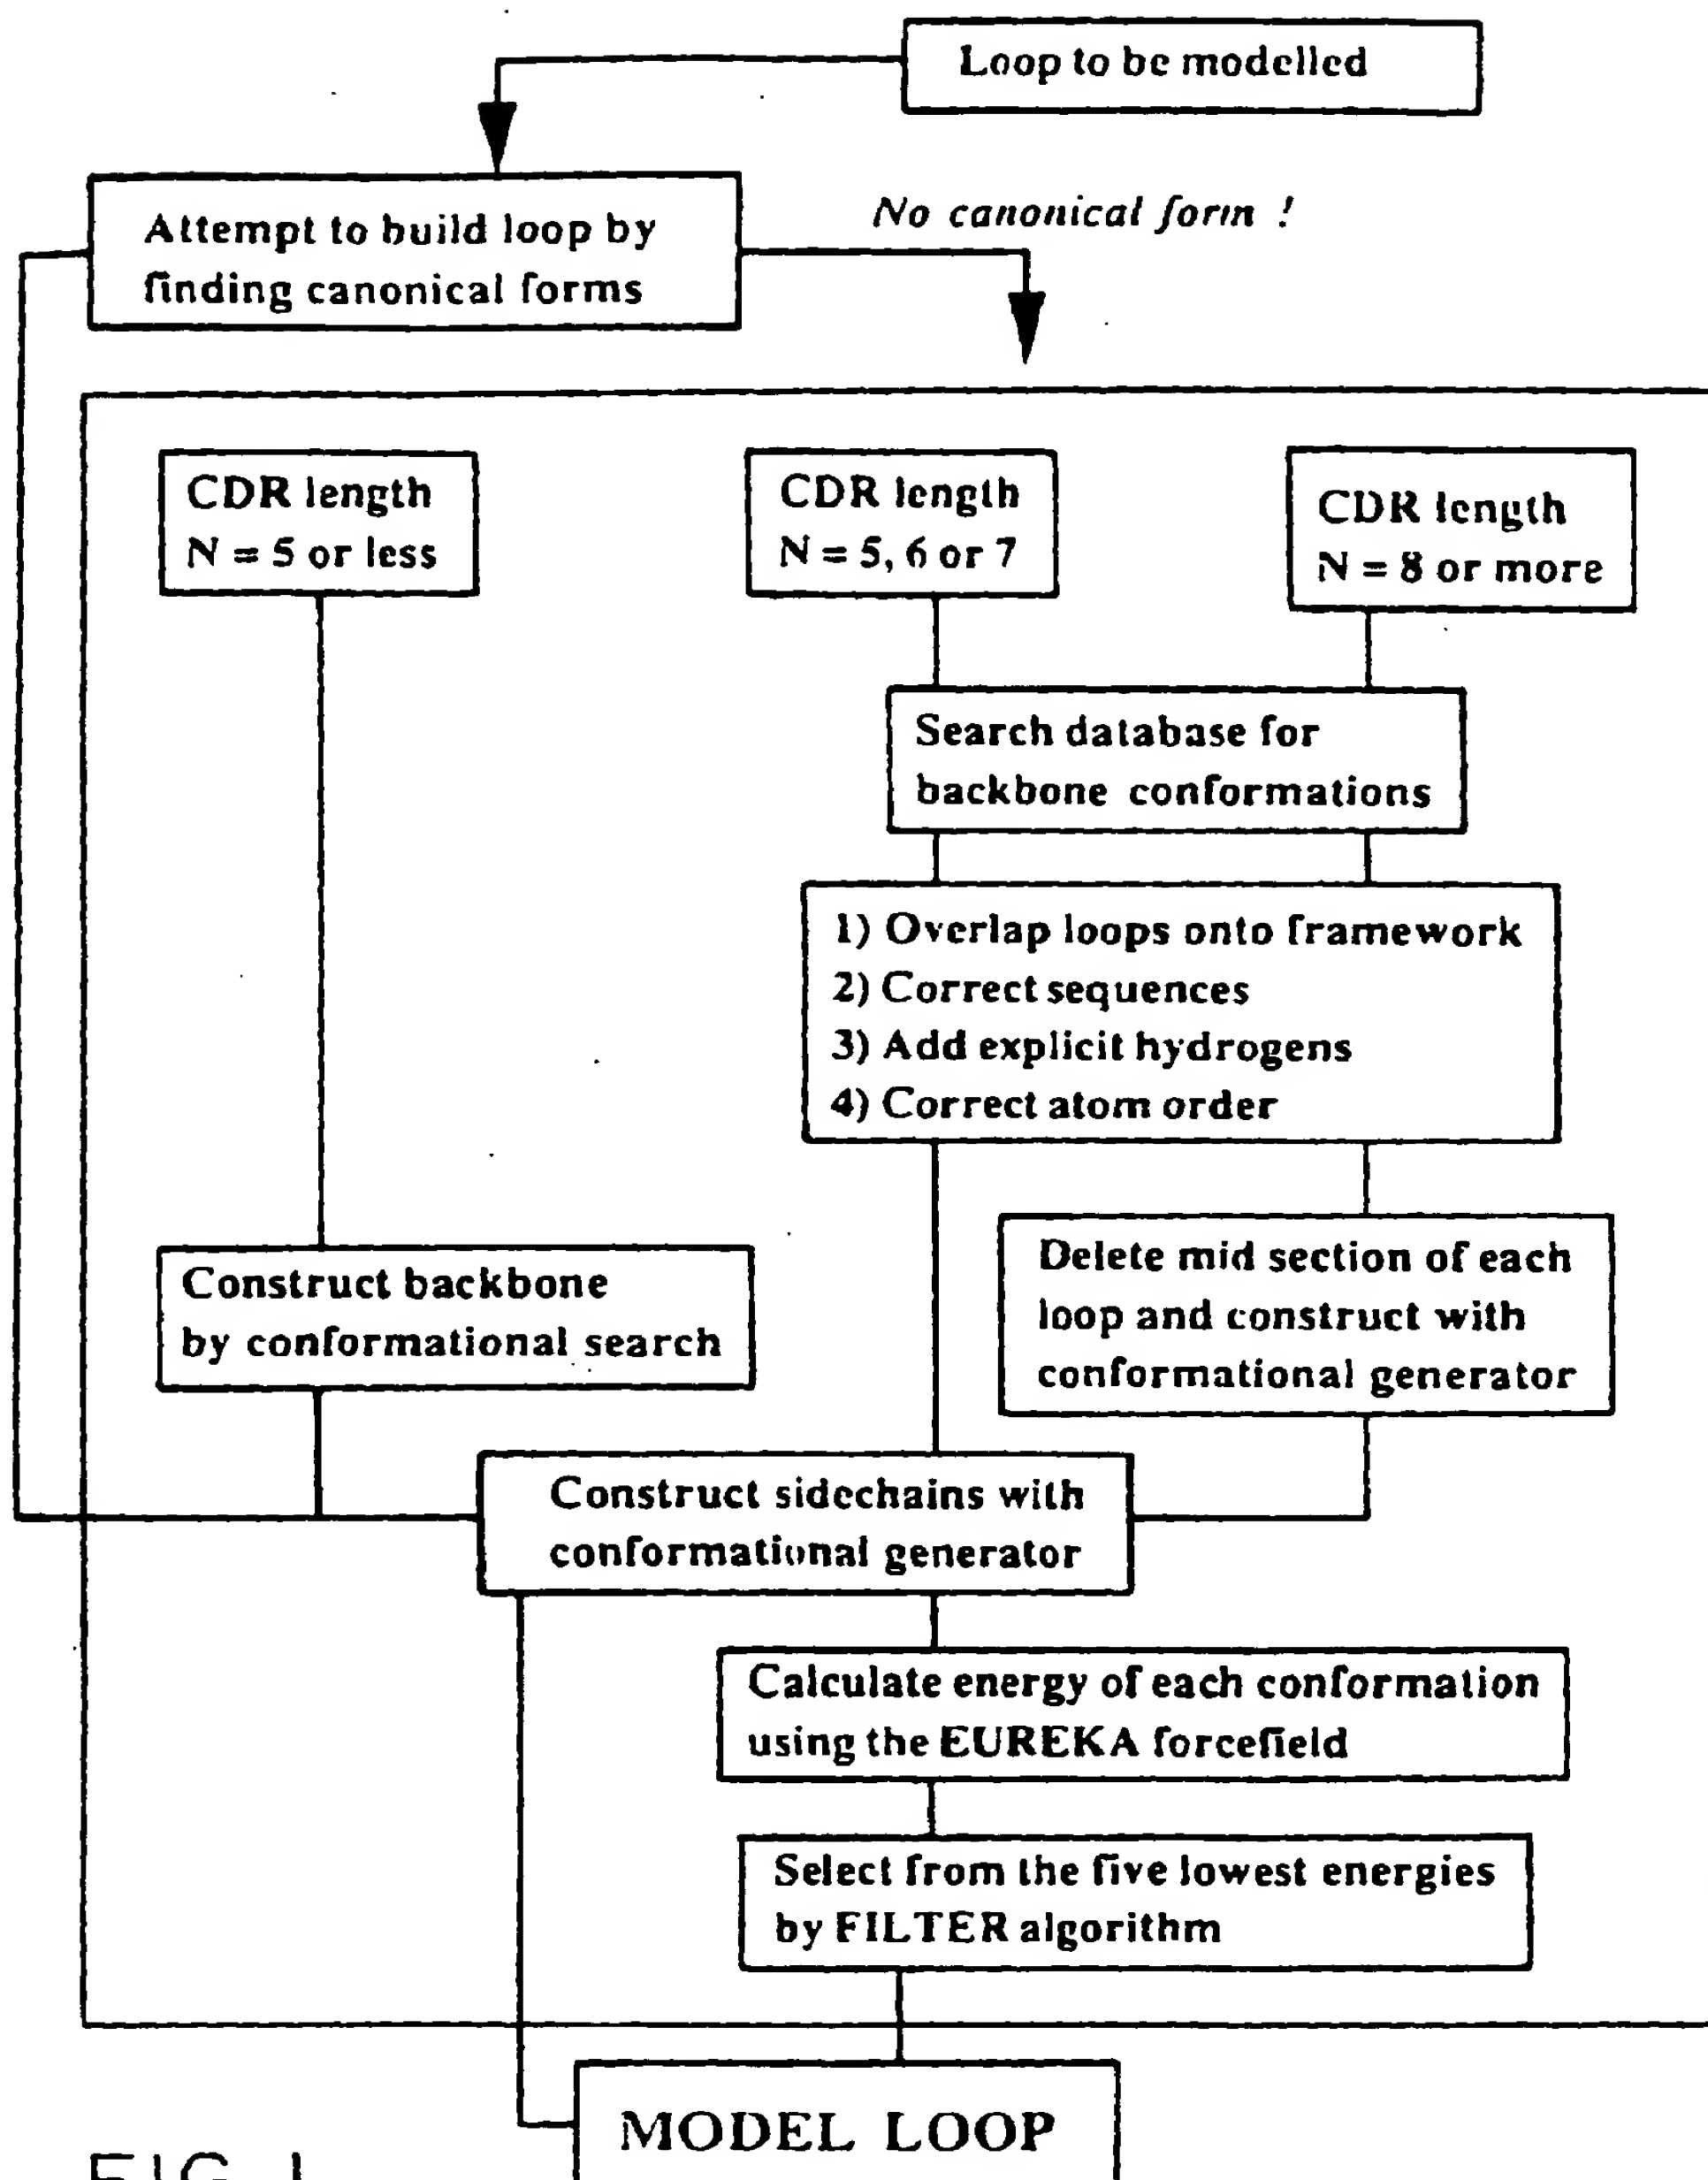 Loop to be modelled
Attempt to build loop by
finding canonical forms
No canonical form !
CDR length
N = 5 or less
CDR length
N = 5, 6 or 7
CDR length
N = 8 or more
Search database for
backbone conformations
1) Overlap loops onto framework
2) Correct sequences
3) Add explicit hydrogens
4) Correct atom order
Construct backbone
by conformational search
Delete mid section of each
loop and construct with
conformational generator
Construct sidechains with
conformational generator
Calculate energy of each conformation
using the EUREKA forcefield
Select from the five lowest energies
by FILTER algorithm
MODEL LOOP
FIG. 1